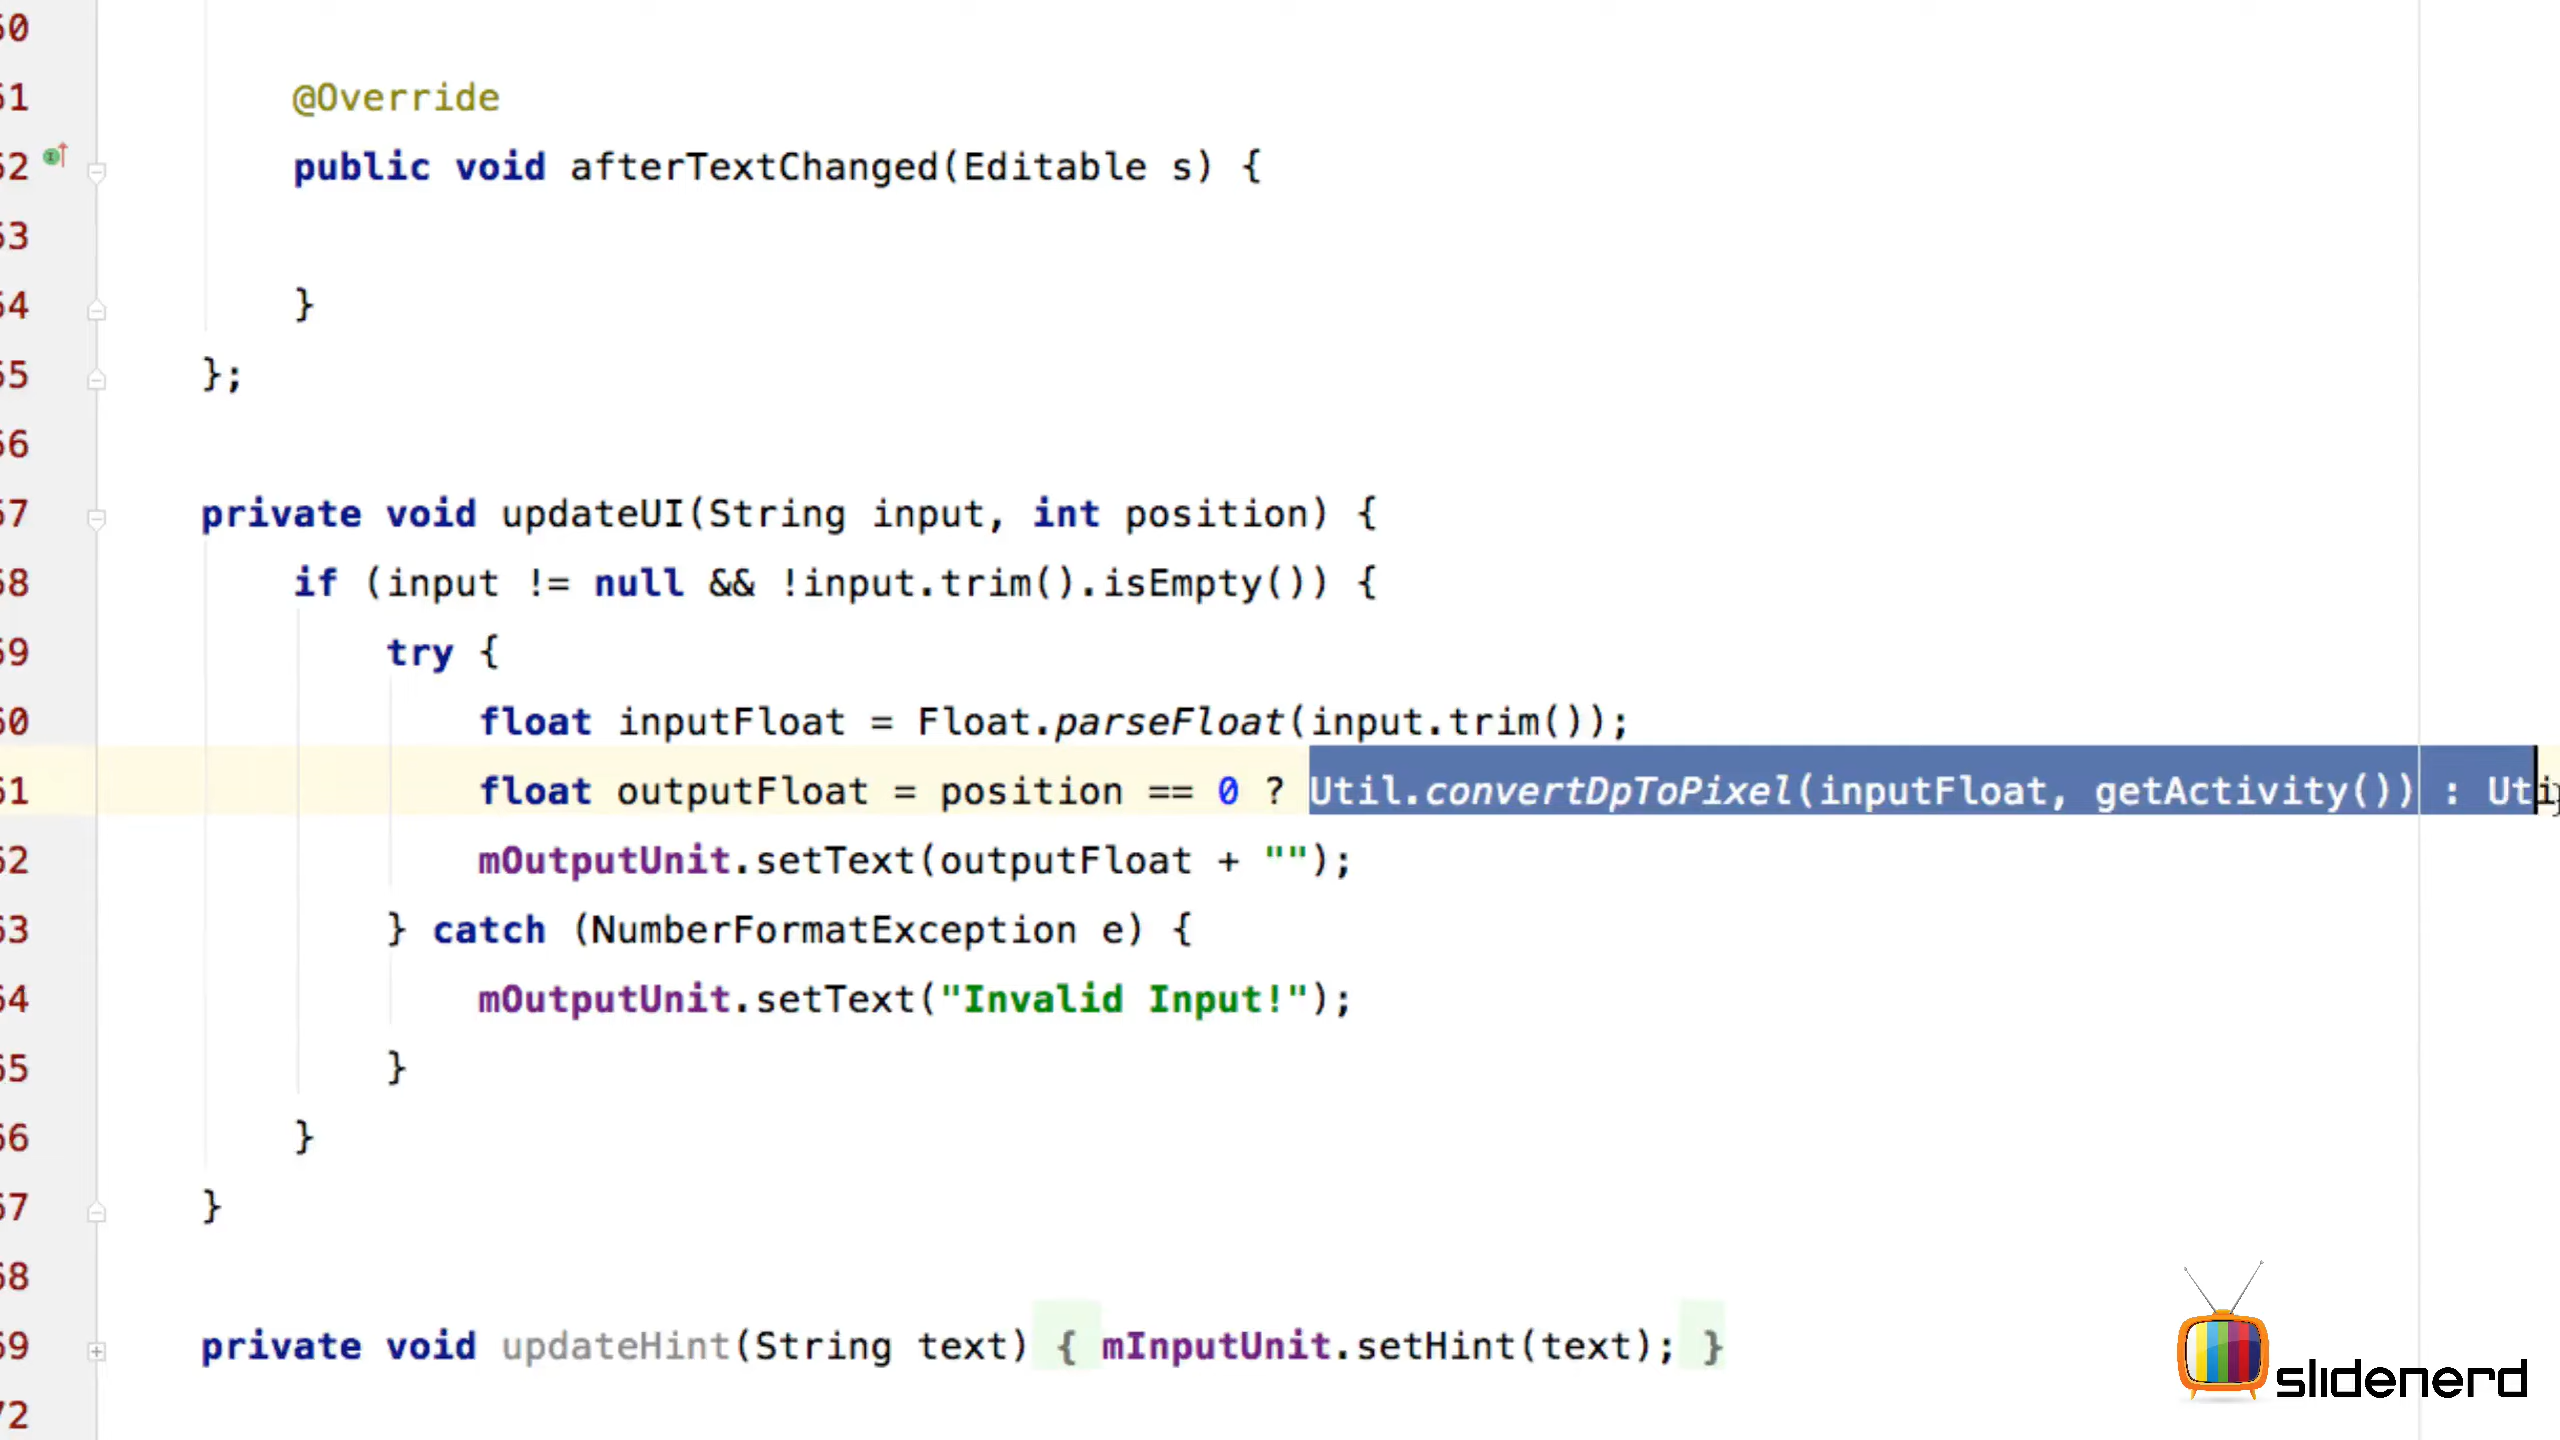 50
51 @Override
52 public void afterTextChanged(Editable s) {
53
54 }
55 };
56
57 private void updateUI(String input, int position) {
58 if (input != null && !input.trim().isEmpty()) {
59 try {
60 float inputFloat = Float.parseFloat(input.trim());
61 float outputFloat = position == 0 ? Util.convertDpToPixel(inputFloat, getActivity()) : Uti
62 mOutputUnit.setText(outputFloat + "");
63 } catch (NumberFormatException e) {
64 mOutputUnit.setText("Invalid Input!");
65 }
66 }
67 }
68
69 private void updateHint(String text) { mInputUnit.setHint(text); }
72
slidenerd